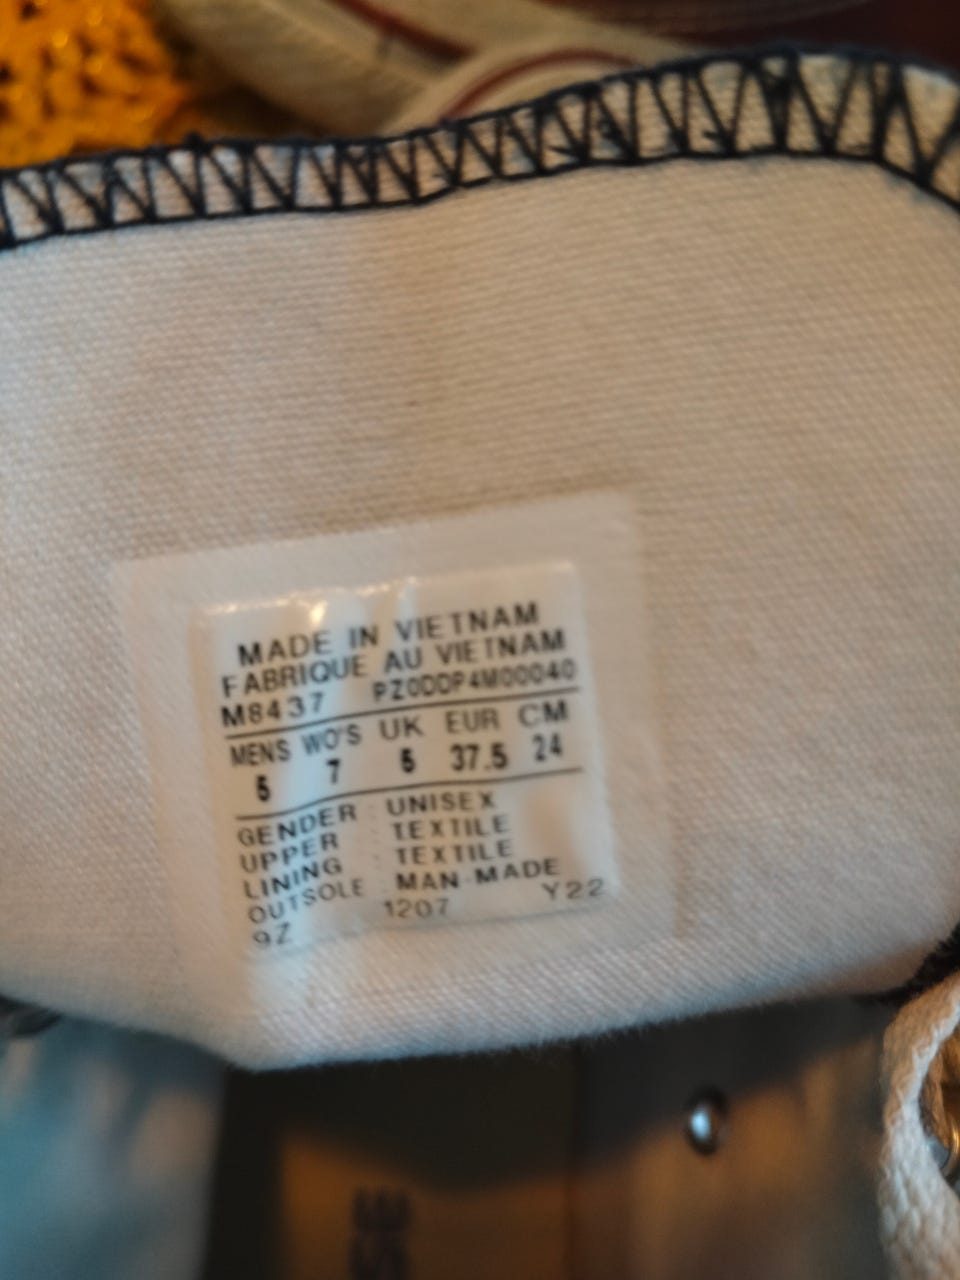 MADE IN VIETNAM
FABRIQUE AU VIETNAM
M8437 PZ0DDP4M00040
MENS WO'S UK EUR CM
5 7 5 37.5 24
GENDER UNISEX
UPPER TEXTILE
LINING TEXTILE
OUTSOLE MAN-MADE
9Z 1207 Y22